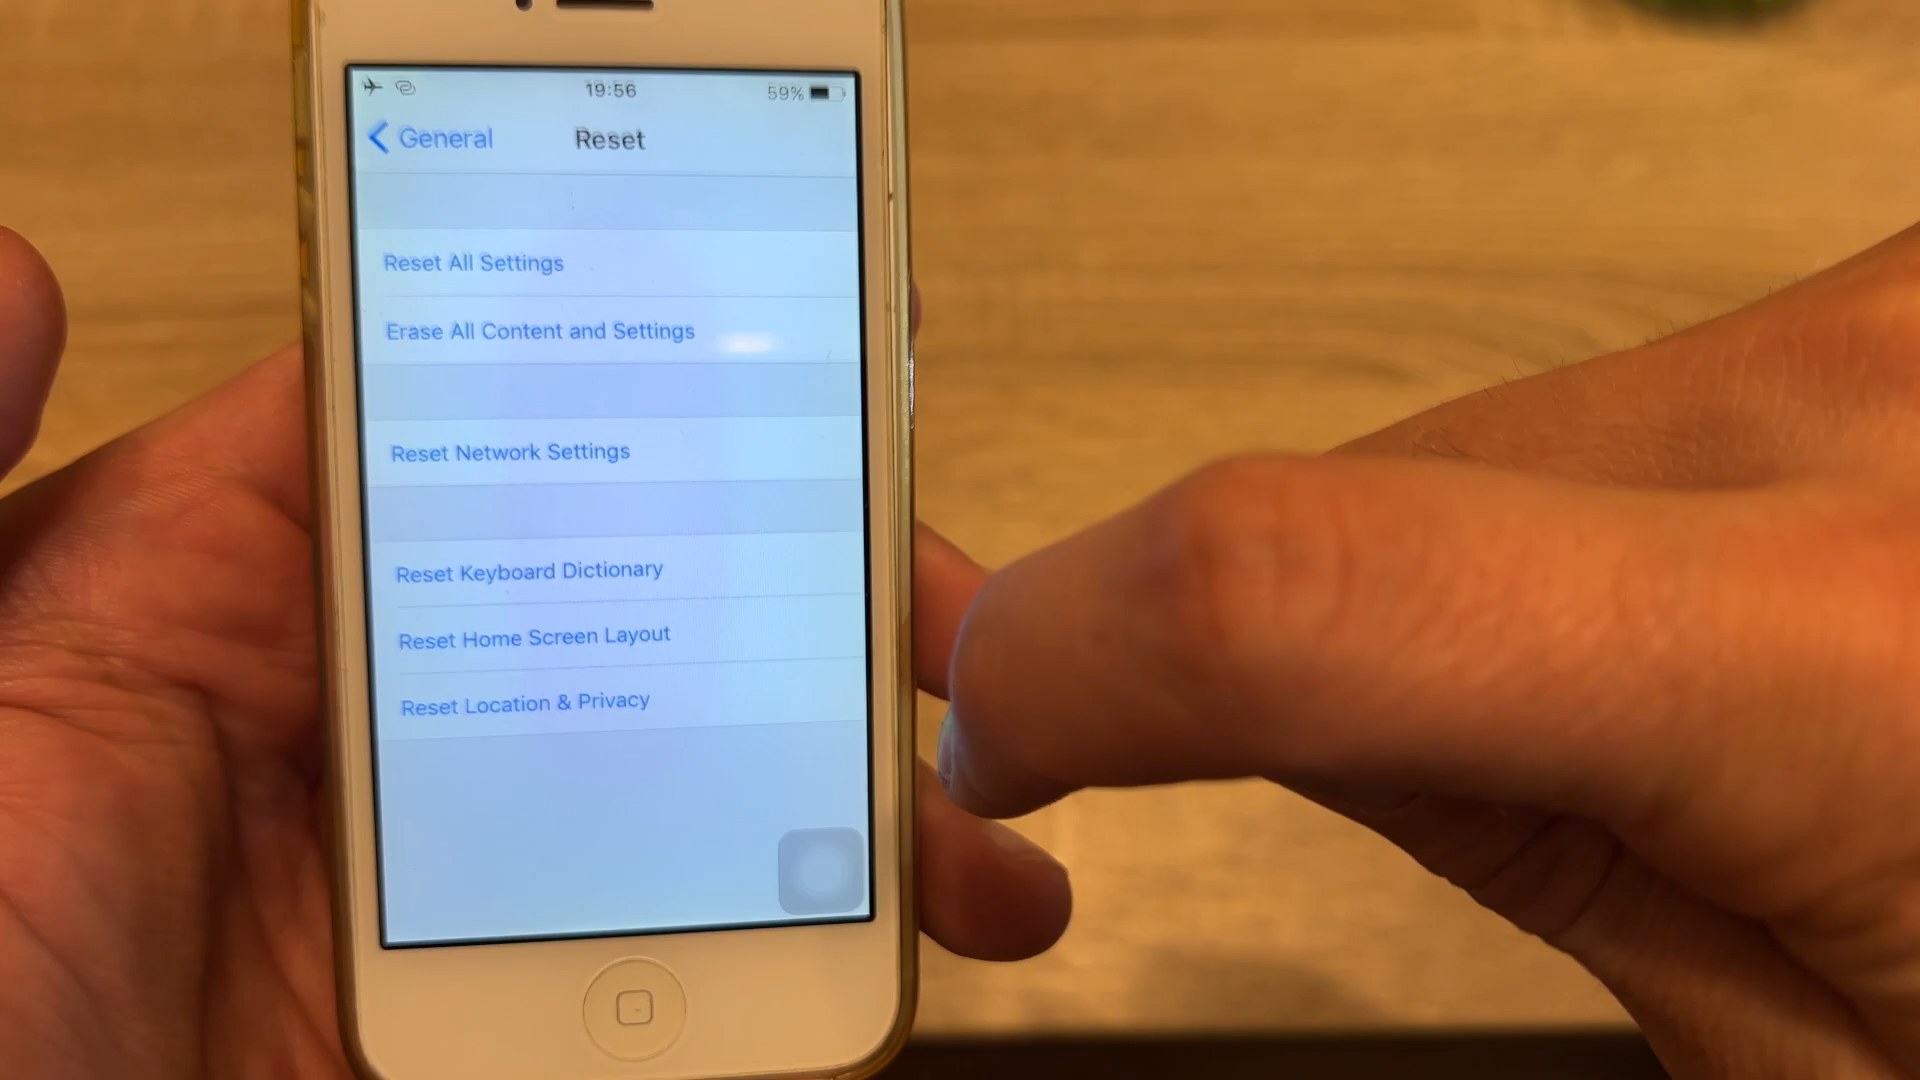 19:56
59%
General
Reset
Reset All Settings
Erase All Content and Settings
Reset Network Settings
Reset Keyboard Dictionary
Reset Home Screen Layout
Reset Location & Privacy